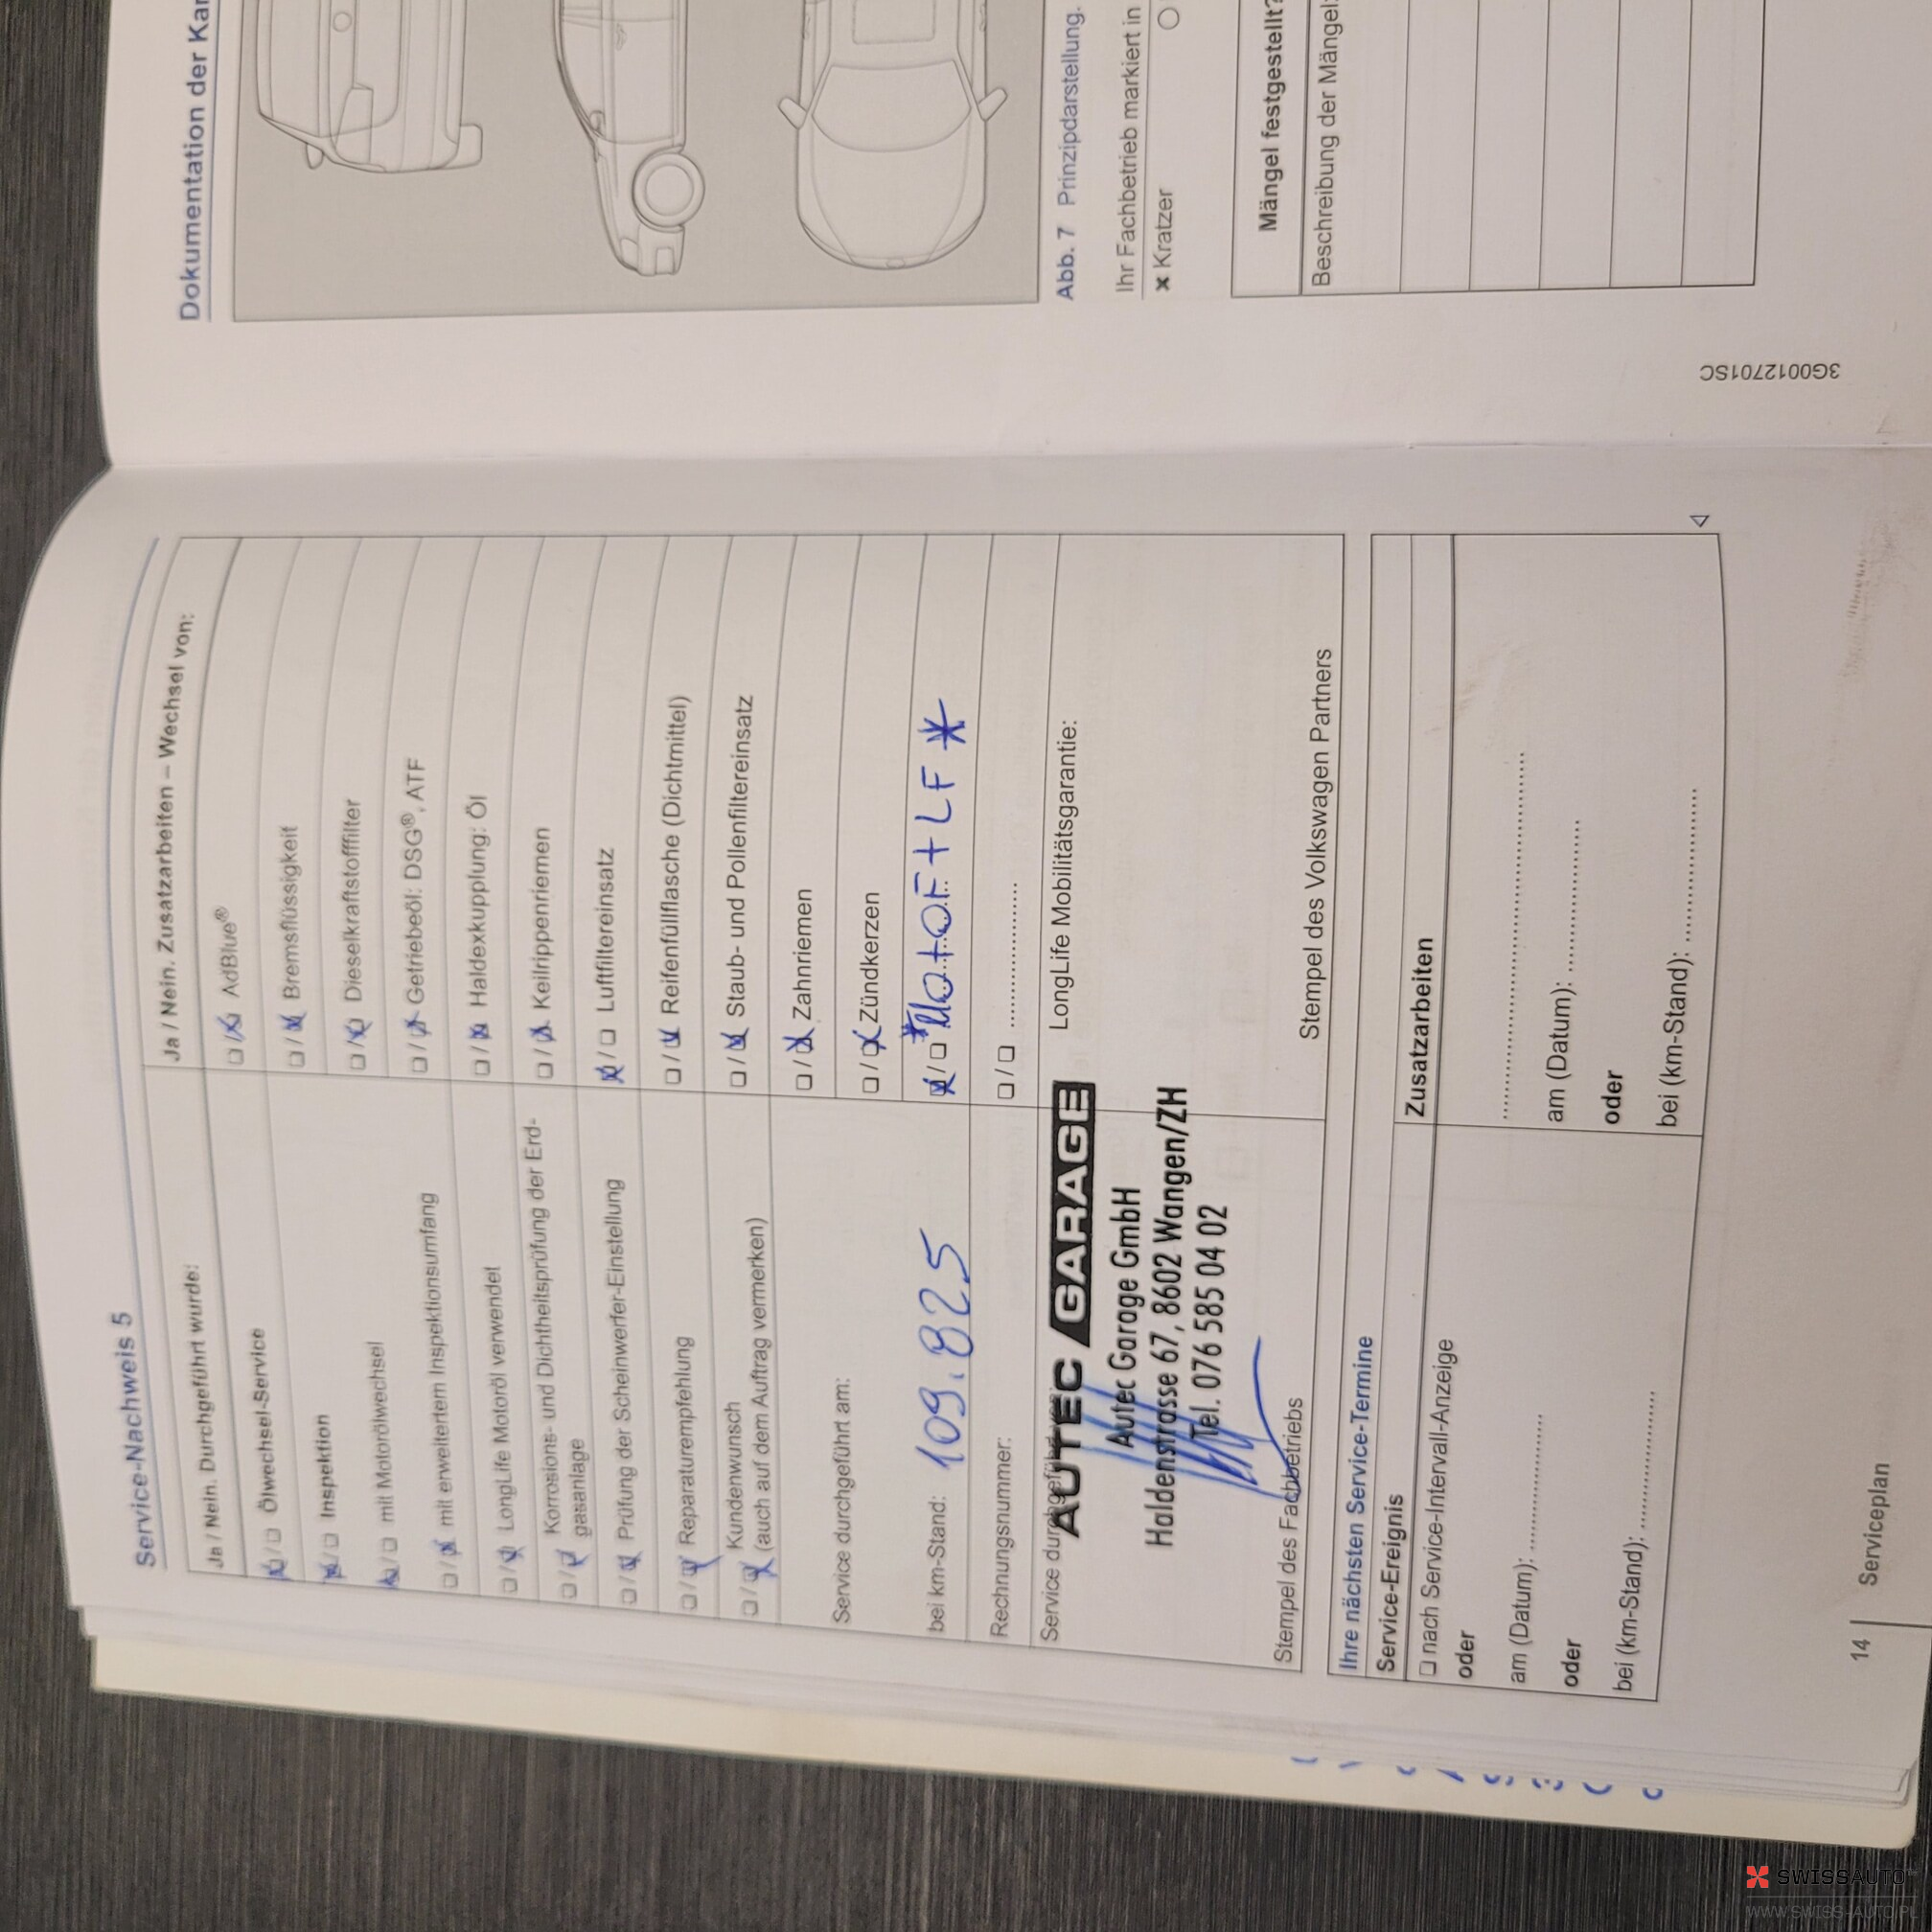 Service-Nachweis 5
Ja / Nein. Durchgeführt wurde:
❏ / ❏ Ölwechsel-Service
❏ / ❏ Inspektion
❏ / ❏ mit Motorölwechsel
❏ / ❏ mit erweitertem Inspektionsumfang
❏ / ❏ LongLife Motoröl verwendet
❏ / ❏ Korrosions- und Dichtheitsprüfung der Erd-
gasanlage
❏ / ❏ Prüfung der Scheinwerfer-Einstellung
❏ / ❏ Reparaturempfehlung
Kundenwunsch
❏ / ❏ (auch auf dem Auftrag vermerken)
Service durchgeführt am:
bei km-Stand: 109.825
Rechnungsnummer:
Ja / Nein. Zusatzarbeiten – Wechsel von:
❏ / ❏ AdBlue®
❏ / ❏ Bremsflüssigkeit
❏ / ❏ Dieselkraftstofffilter
❏ / ❏ Getriebeöl: DSG®, ATF
❏ / ❏ Haldexkupplung: Öl
❏ / ❏ Keilrippenriemen
❏ / ❏ Luftfiltereinsatz
❏ / ❏ Reifenfüllflasche (Dichtmittel)
❏ / ❏ Staub- und Pollenfiltereinsatz
❏ / ❏ Zahnriemen
❏ / ❏ Zündkerzen
❏ / ❏ + LF *
❏ / ❏ ....................
Service durchgeführt
AUTEC GARAGE
Autec Garage GmbH
Haldenstrasse 67, 8602 Wangen/ZH
Tel. 076 585 04 02
Stempel des Fachbetriebs
LongLife Mobilitätsgarantie:
Stempel des Volkswagen Partners
Ihre nächsten Service-Termine
Service-Ereignis
❏ nach Service-Intervall-Anzeige
oder
am (Datum): ....................
oder
bei (km-Stand): ....................
Zusatzarbeiten
..................................................
am (Datum): ....................
oder
bei (km-Stand): ....................
14
Serviceplan
Dokumentation der Kar
Abb. 7 Prinzipdarstellung.
Ihr Fachbetrieb markiert in
× Kratzer
Mängel festgestellt?
Beschreibung der Mängel:
3G0012701SC
SWISSAUTO
WWW.SWISS-AUTO.PL